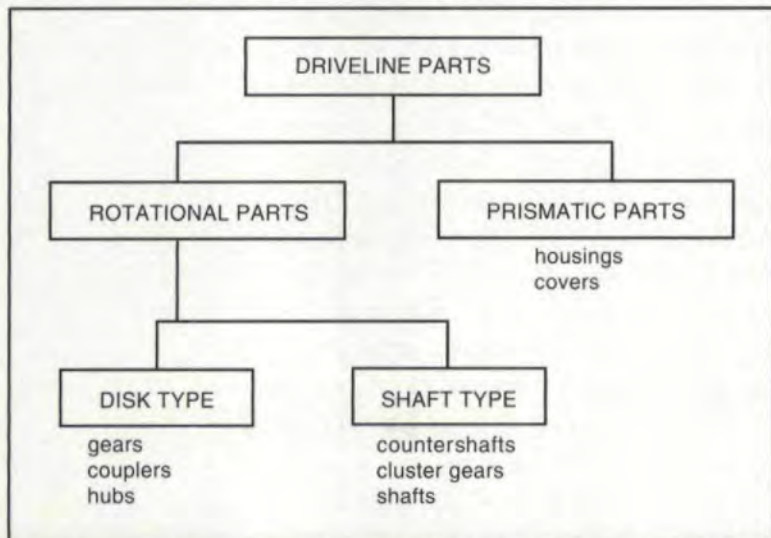 DRIVELINE PARTS
ROTATIONAL PARTS
PRISMATIC PARTS
housings
covers
DISK TYPE
gears
couplers
hubs
SHAFT TYPE
countershafts
cluster gears
shafts